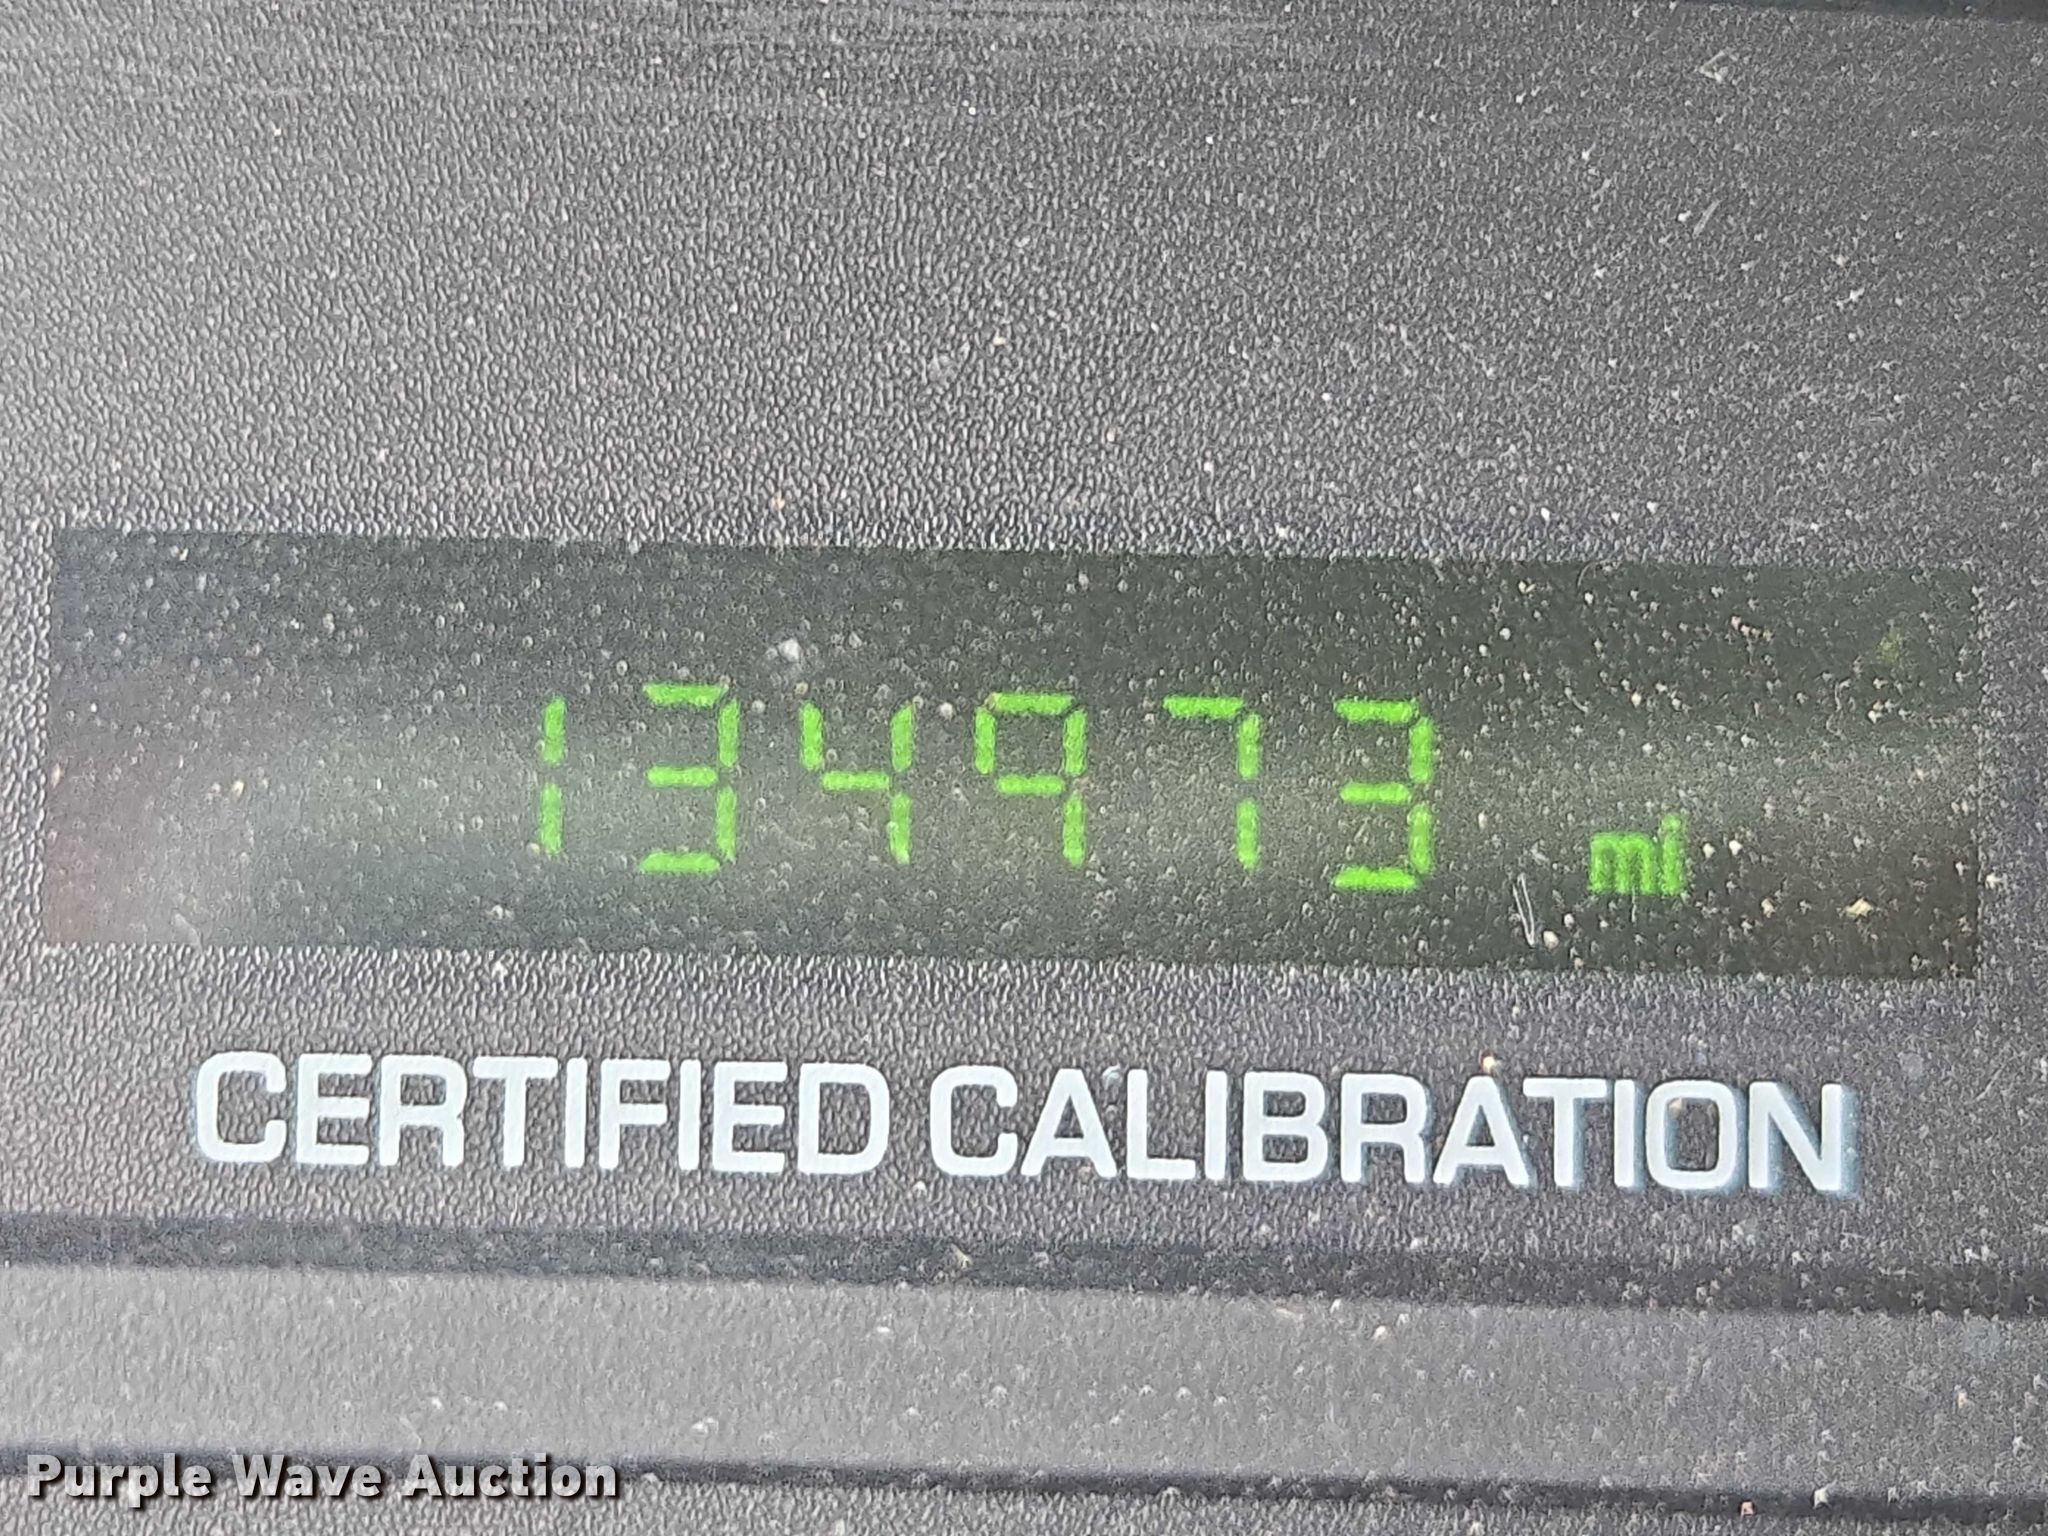 134973 mi
CERTIFIED CALIBRATION
Purple Wave Auction